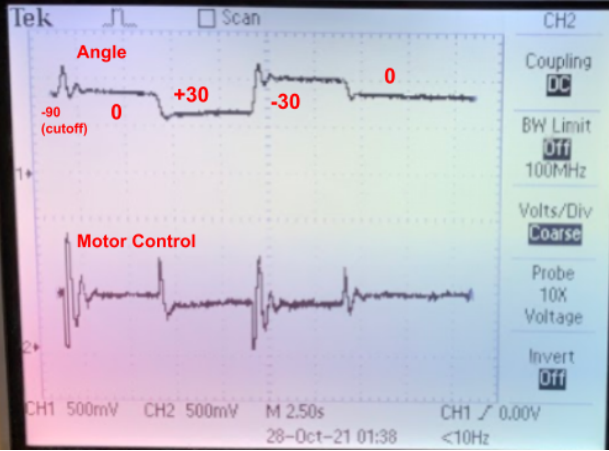 Tek Scan CH2
Angle
Coupling
DC
-90
(cutoff)
0
+30
-30
0
BW Limit
Off
100MHz
1
Volts/Div
Coarse
Motor Control
Probe
10X
Voltage
2
Invert
Off
CH1 500mV CH2 500mV M 2.50s CH1 / 0.00V
28-Oct-21 01:38 <10Hz